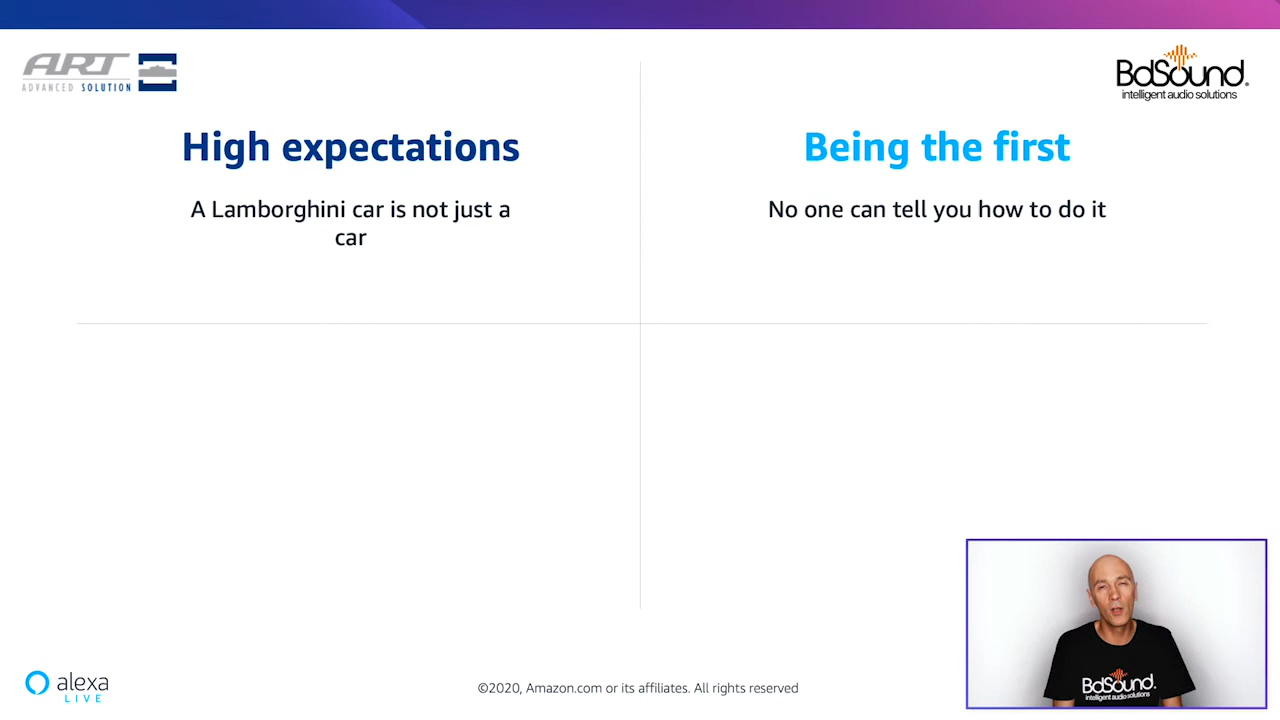 ART
ADVANCED SOLUTION
BdSound®
intelligent audio solutions
High expectations
A Lamborghini car is not just a
car
Being the first
No one can tell you how to do it
BdSound.
intelligent audio solutions
alexa
LIVE
©2020, Amazon.com or its affiliates. All rights reserved